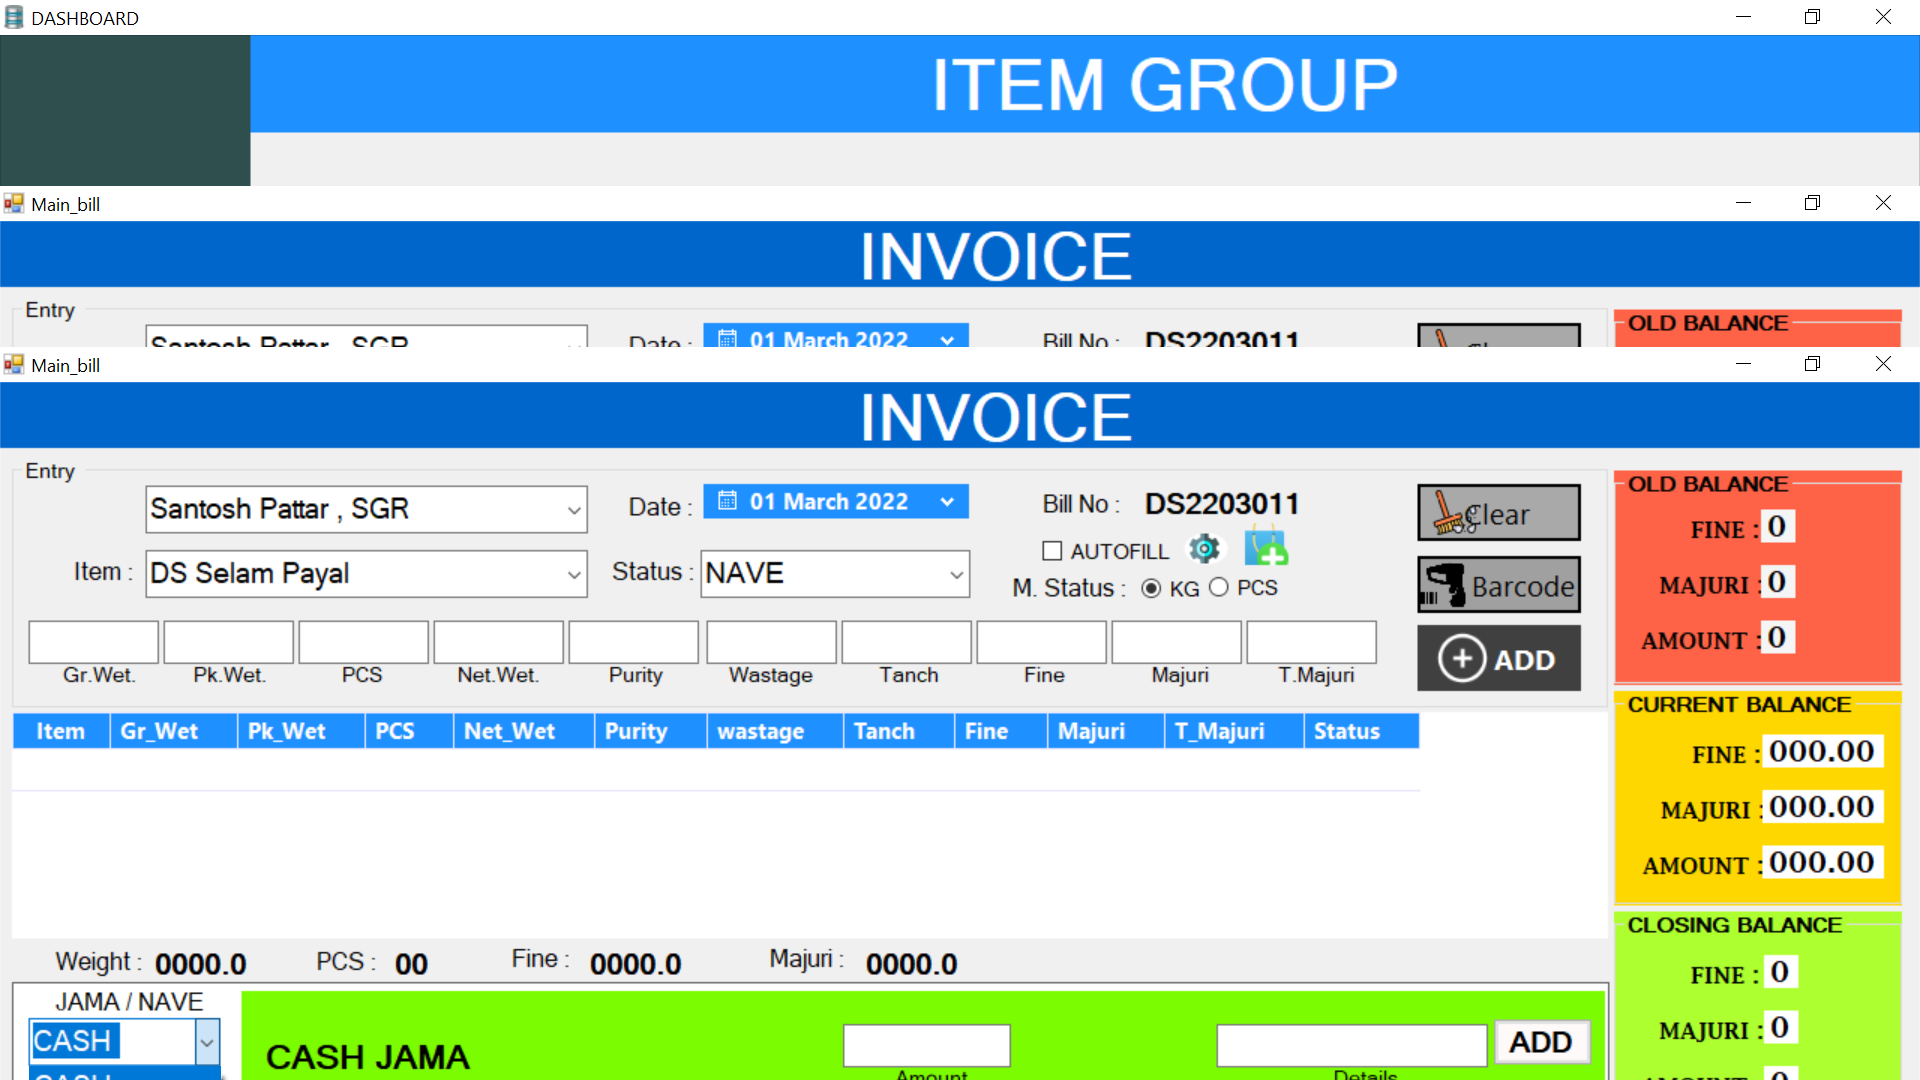 DASHBOARD
ITEM GROUP
Main_bill
INVOICE
Entry
Santosh Pattar , SGR
Date :
01 March 2022
Bill No :
DS2203011
Clear
OLD BALANCE
Main_bill
INVOICE
Entry
Santosh Pattar , SGR
Date :
01 March 2022
Bill No :
DS2203011
Clear
AUTOFILL
Item :
DS Selam Payal
Status :
NAVE
M. Status :
KG
PCS
Barcode
ADD
Gr.Wet.
Pk.Wet.
PCS
Net.Wet.
Purity
Wastage
Tanch
Fine
Majuri
T.Majuri
Item
Gr_Wet
Pk_Wet
PCS
Net_Wet
Purity
wastage
Tanch
Fine
Majuri
T_Majuri
Status
OLD BALANCE
FINE : 0
MAJURI : 0
AMOUNT : 0
CURRENT BALANCE
FINE : 000.00
MAJURI : 000.00
AMOUNT : 000.00
CLOSING BALANCE
FINE : 0
MAJURI : 0
AMOUNT : 0
Weight : 0000.0
PCS : 00
Fine : 0000.0
Majuri : 0000.0
JAMA / NAVE
CASH
CASH
CASH JAMA
Amount
Details
ADD